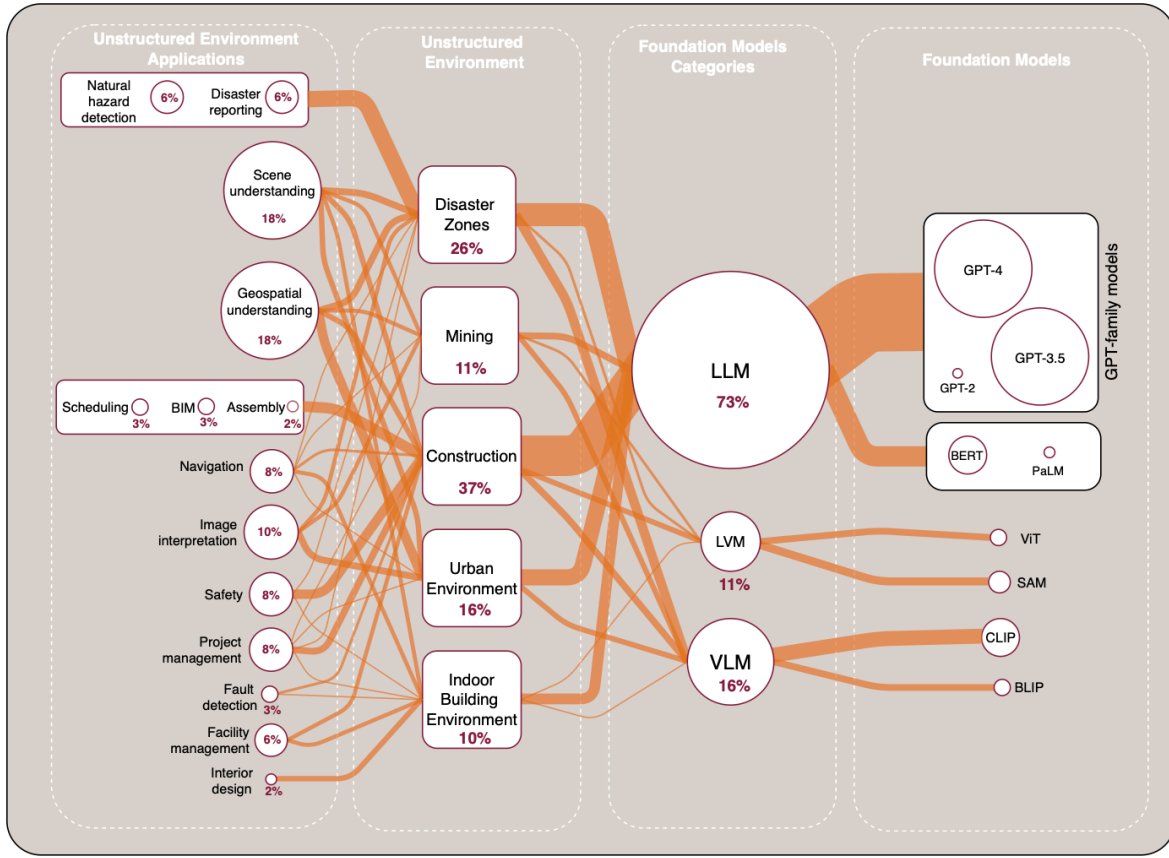 Unstructured Environment
Applications
Natural
hazard
detection
6%
Disaster
reporting
6%
Scene
understanding
18%
Geospatial
understanding
18%
Scheduling
3%
BIM
3%
Assembly
2%
Navigation
8%
Image
interpretation
10%
Safety
8%
Project
management
8%
Fault
detection
3%
Facility
management
6%
Interior
design
2%
Unstructured
Environment
Disaster
Zones
26%
Mining
11%
Construction
37%
Urban
Environment
16%
Indoor
Building
Environment
10%
Foundation Models
Categories
LLM
73%
LVM
11%
VLM
16%
Foundation Models
GPT-4
GPT-3.5
GPT-2
GPT-family models
BERT
PaLM
ViT
SAM
CLIP
BLIP